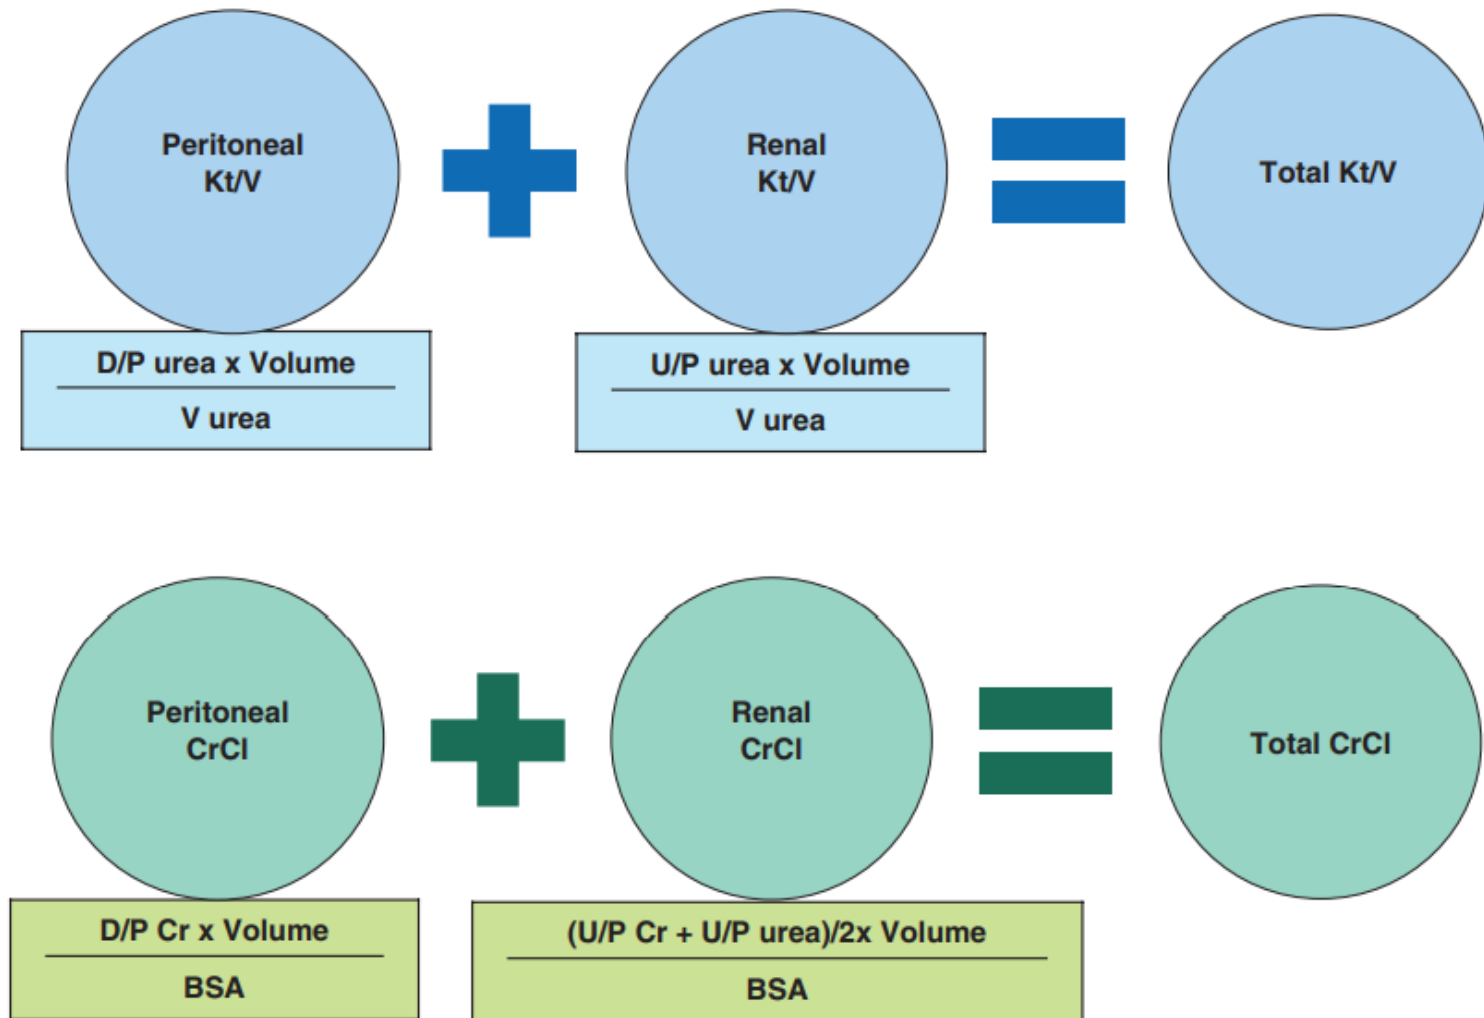 Peritoneal
Kt/V
Renal
Kt/V
Total Kt/V
D/P urea x Volume
V urea
U/P urea x Volume
V urea
Peritoneal
CrCl
Renal
CrCl
Total CrCl
D/P Cr x Volume
BSA
(U/P Cr + U/P urea)/2x Volume
BSA